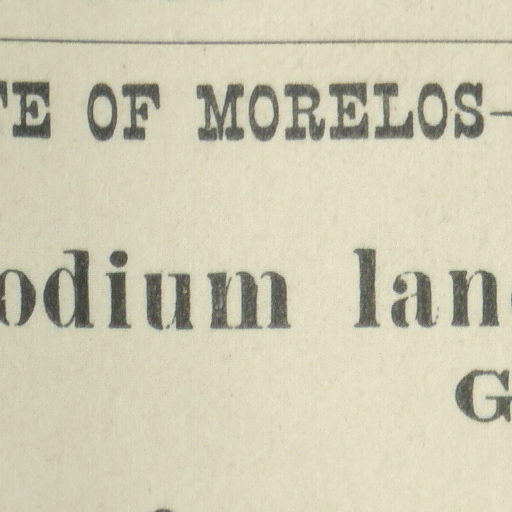 TE OF MORELOS—
odium lan
G